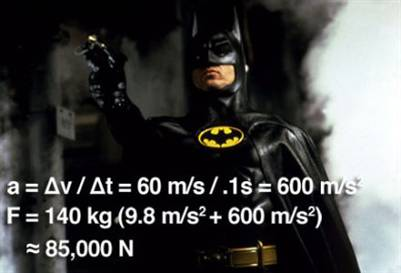 a = Δv / Δt = 60 m/s / .1s = 600 m/s²
F = 140 kg (9.8 m/s² + 600 m/s²)
≈ 85,000 N